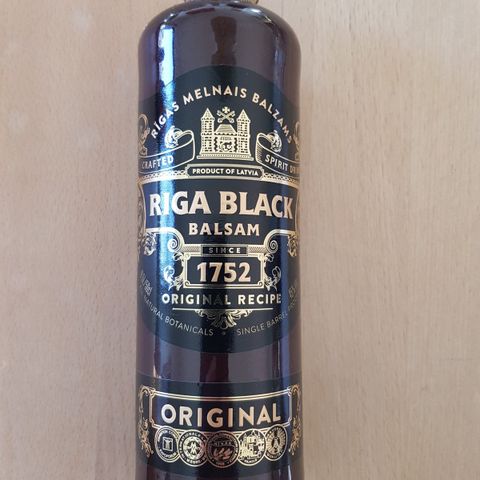 RĪGAS MELNAIS BALZAMS
CRAFTED SPIRIT
PRODUCT OF LATVIA
RIGA BLACK
BALSAM
SINCE
1752
ORIGINAL RECIPE
NATURAL BOTANICALS • SINGLE BARREL
ORIGINAL